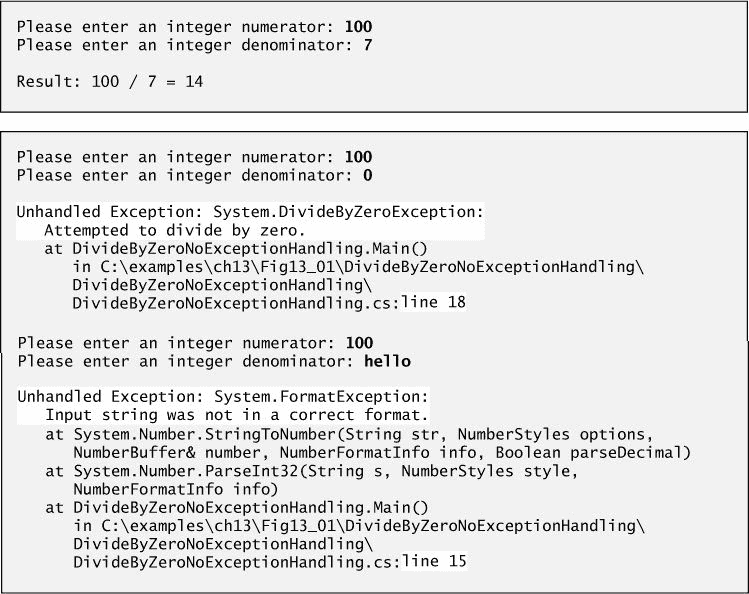 Please enter an integer numerator: 100
Please enter an integer denominator: 7
Result: 100 / 7 = 14
Please enter an integer numerator: 100
Please enter an integer denominator: 0
Unhandled Exception: System.DivideByZeroException:
Attempted to divide by zero.
at DivideByZeroNoExceptionHandling.Main()
in C:\examples\ch13\Fig13_01\DivideByZeroNoExceptionHandling\
DivideByZeroNoExceptionHandling\
DivideByZeroNoExceptionHandling.cs:line 18
Please enter an integer numerator: 100
Please enter an integer denominator: hello
Unhandled Exception: System.FormatException:
Input string was not in a correct format.
at System.Number.StringToNumber(String str, NumberStyles options,
NumberBuffer& number, NumberFormatInfo info, Boolean parseDecimal)
at System.Number.ParseInt32(String s, NumberStyles style,
NumberFormatInfo info)
at DivideByZeroNoExceptionHandling.Main()
in C:\examples\ch13\Fig13_01\DivideByZeroNoExceptionHandling\
DivideByZeroNoExceptionHandling\
DivideByZeroNoExceptionHandling.cs:line 15